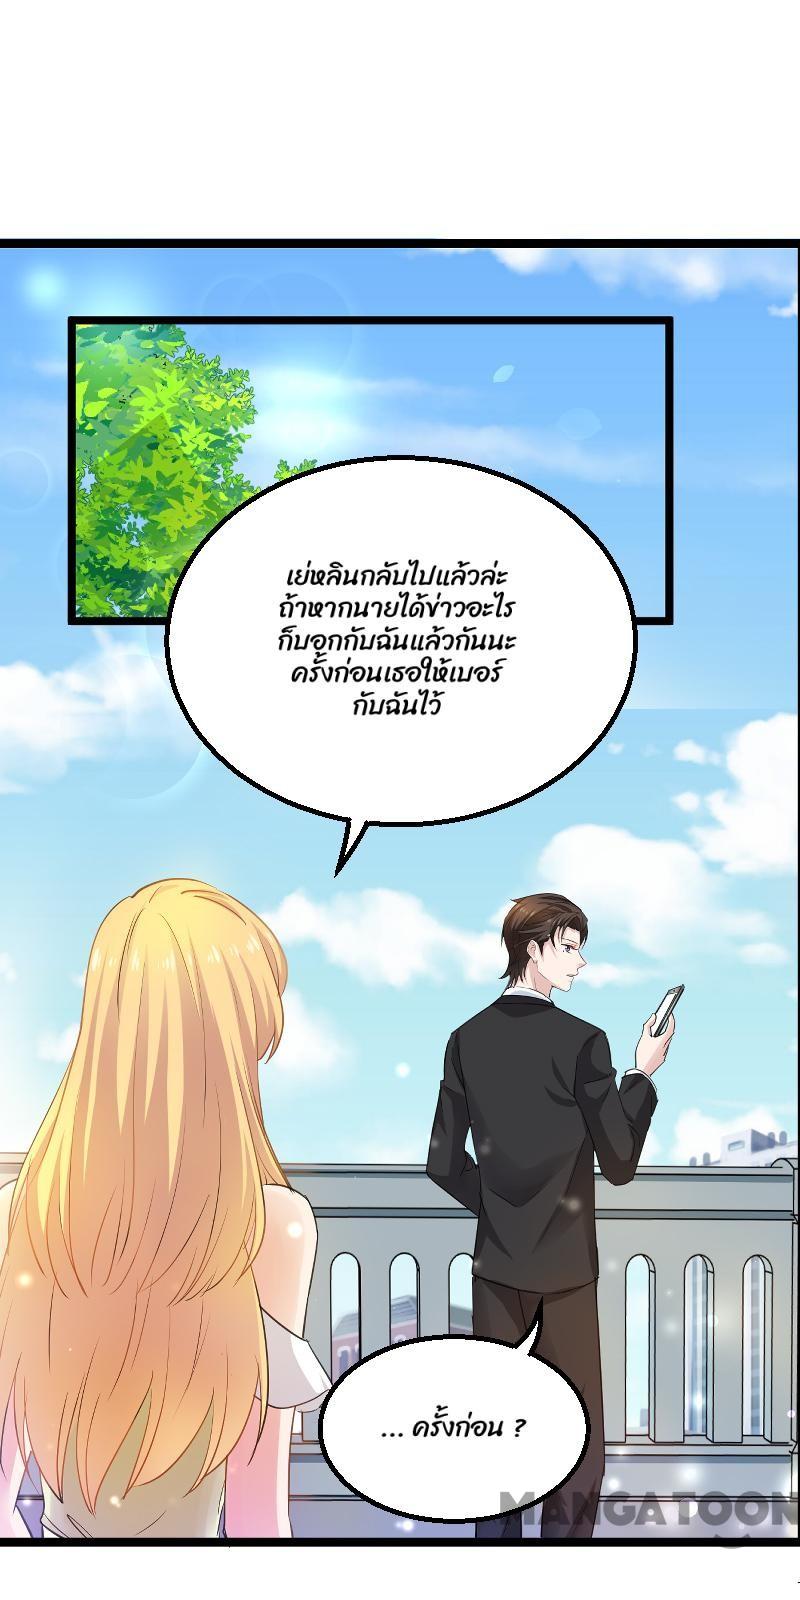 เย่หลินกลับไปแล้วล่ะ
ถ้าหากนายได้ข่าวอะไร
ก็บอกกับฉันแล้วกันนะ
ครั้งก่อนเธอให้เบอร์
กับฉันไว้
... ครั้งก่อน ?
MANGATOON